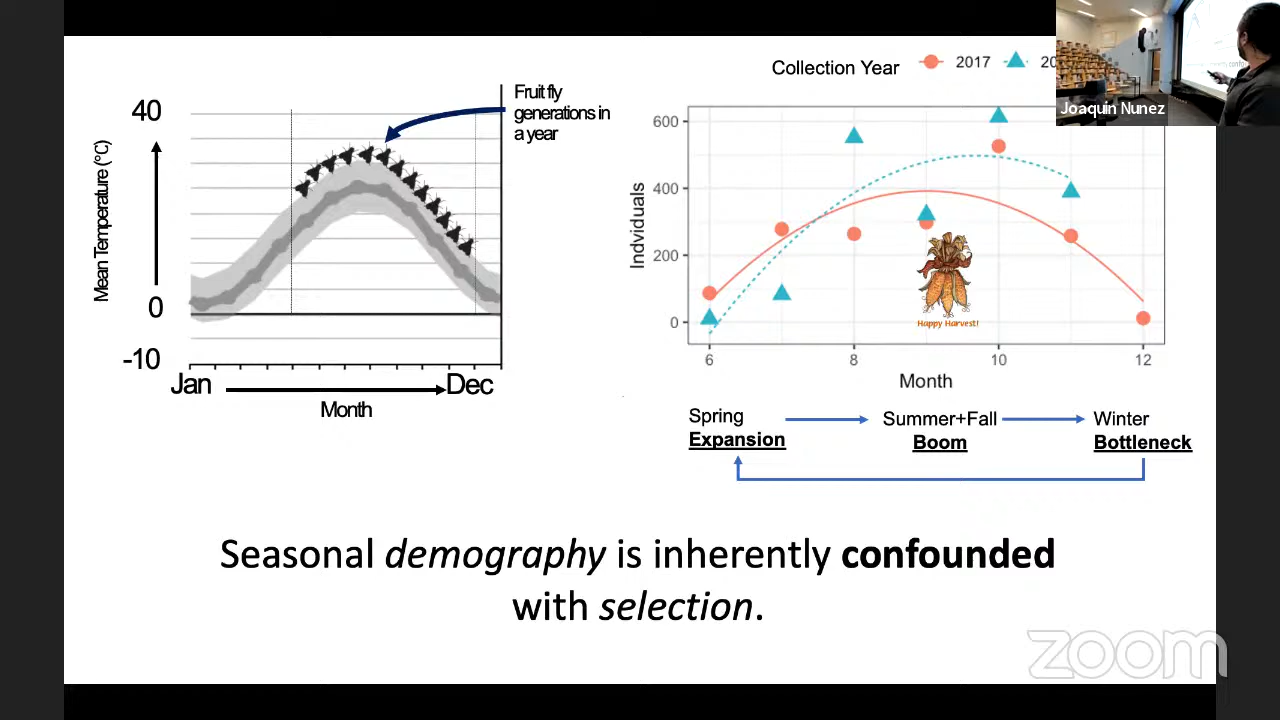 Fruit fly
generations in
a year
40
Mean Temperature (°C)
0
-10
Jan
Dec
Month
Collection Year
2017
Joaquin Nunez
600
400
200
0
Indviduals
Happy Harvest!
6
8
10
12
Month
Spring
Expansion
Summer+Fall
Boom
Winter
Bottleneck
Seasonal demography is inherently confounded
with selection.
zoom